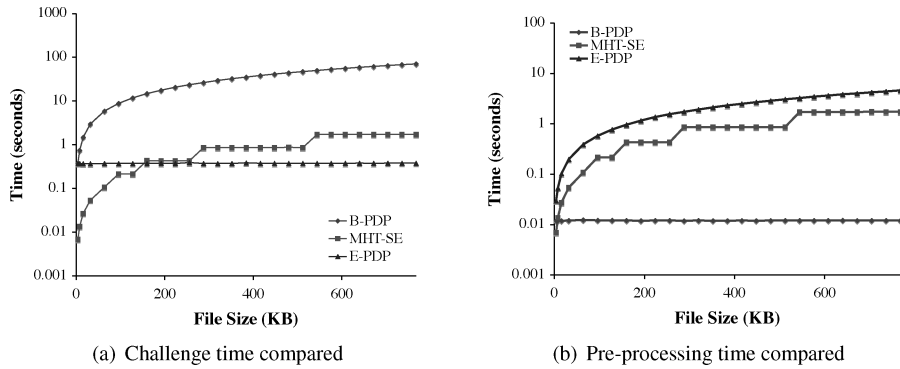 1000
100
10
1
0.1
0.01
0.001
Time (seconds)
B-PDP
MHT-SE
E-PDP
0
200
400
600
File Size (KB)
(a) Challenge time compared
100
10
1
0.1
0.01
0.001
Time (seconds)
B-PDP
MHT-SE
E-PDP
0
200
400
600
File Size (KB)
(b) Pre-processing time compared